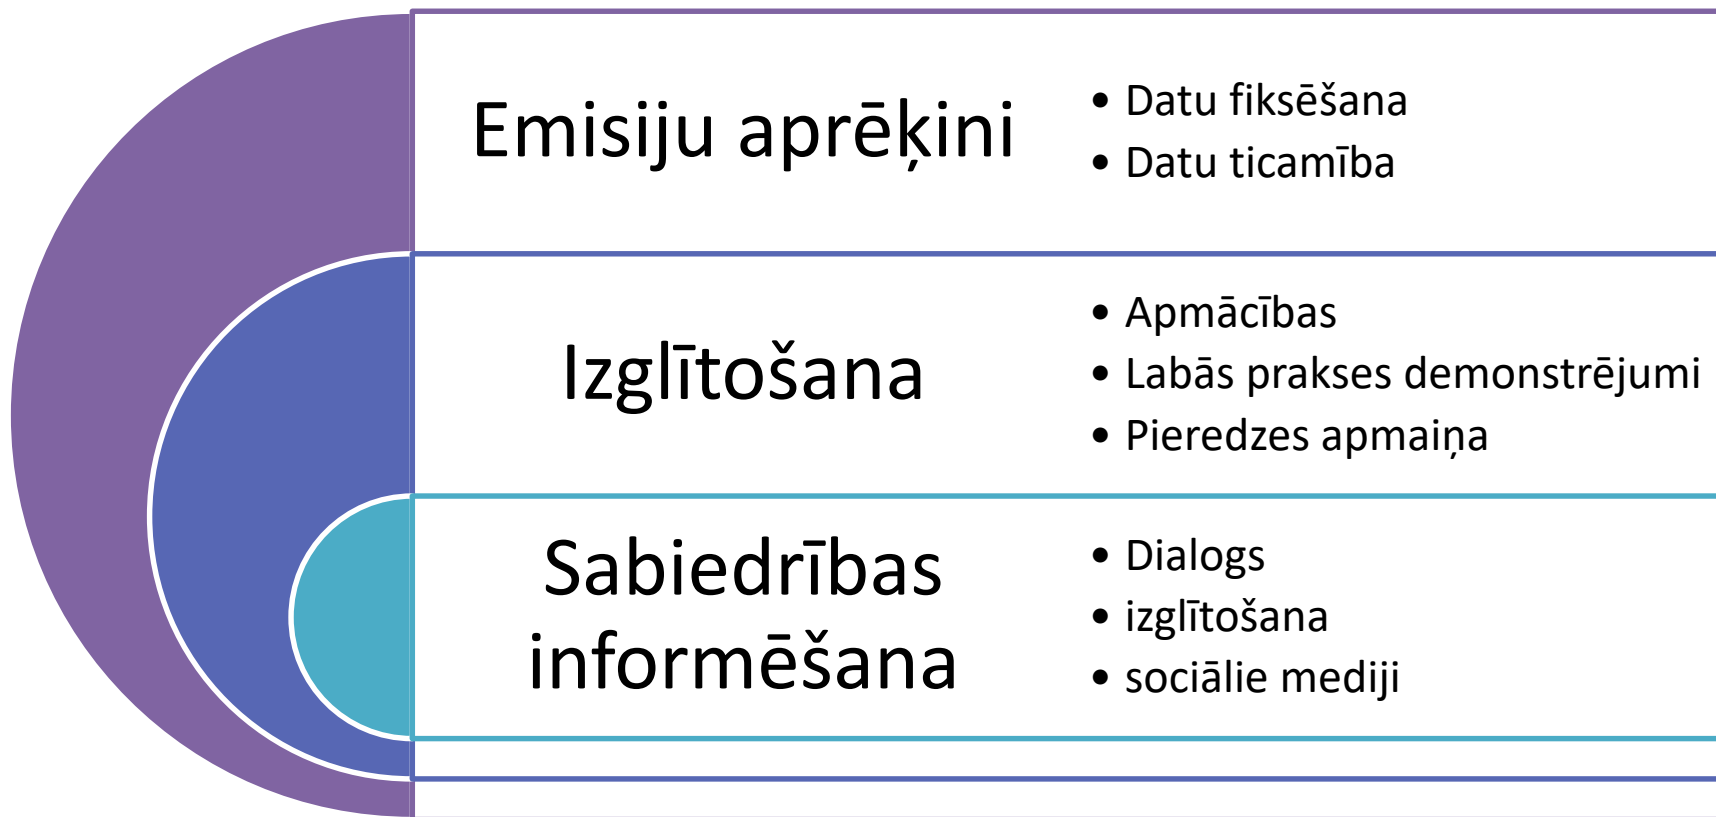 Emisiju aprēķini
• Datu fiksēšana
• Datu ticamība
Izglītošana
• Apmācības
• Labās prakses demonstrējumi
• Pieredzes apmaiņa
Sabiedrības
informēšana
• Dialogs
• izglītošana
• sociālie mediji